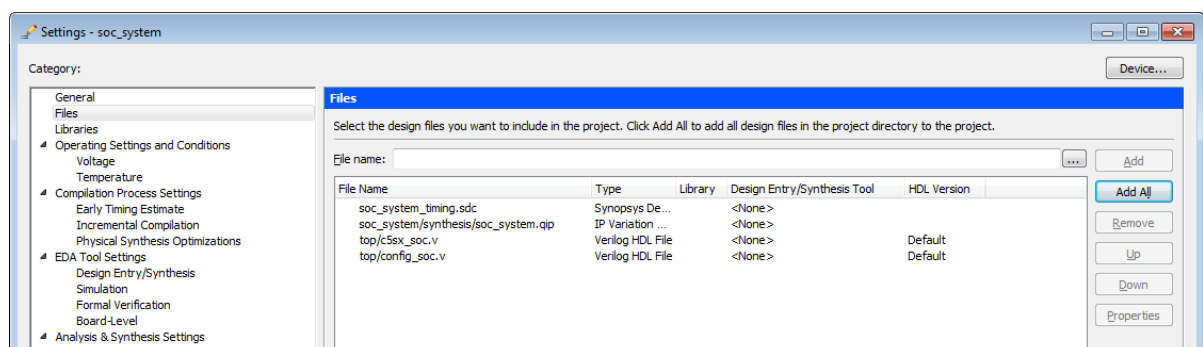 Settings - soc_system
Category:
Device...
General
Files
Libraries
Operating Settings and Conditions
Voltage
Temperature
Compilation Process Settings
Early Timing Estimate
Incremental Compilation
Physical Synthesis Optimizations
EDA Tool Settings
Design Entry/Synthesis
Simulation
Formal Verification
Board-Level
Analysis & Synthesis Settings
Files
Select the design files you want to include in the project. Click Add All to add all design files in the project directory to the project.
File name: ... Add
File Name Type Library Design Entry/Synthesis Tool HDL Version Add All
soc_system_timing.sdc Synopsys De... <None>
soc_system/synthesis/soc_system.qip IP Variation ... <None> Remove
top/c5sx_soc.v Verilog HDL File <None> Default
top/config_soc.v Verilog HDL File <None> Default Up
Down
Properties